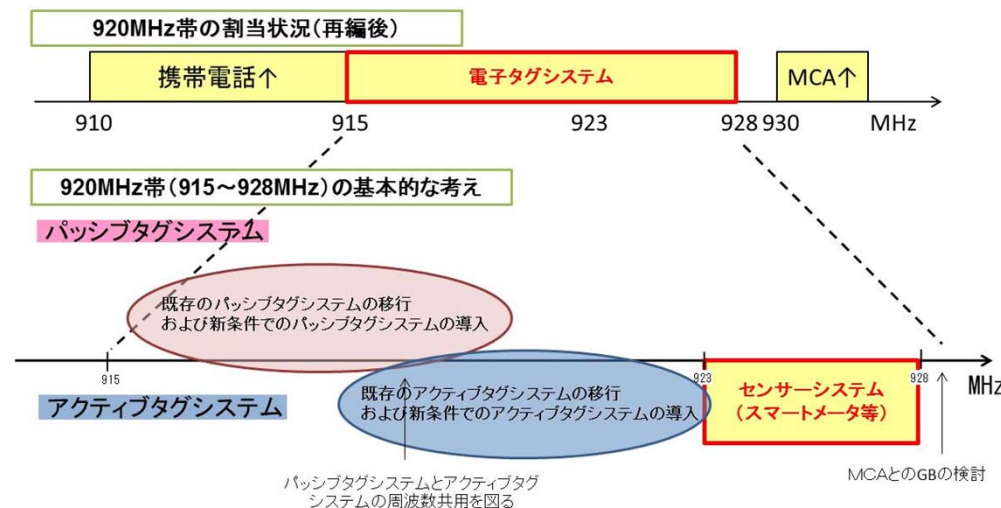 920MHz帯の割当状況(再編後)
携帯電話↑
電子タグシステム
MCA↑
910
915
923
928
930
MHz
920MHz帯(915～928MHz)の基本的な考え
パッシブタグシステム
既存のパッシブタグシステムの移行
および新条件でのパッシブタグシステムの導入
915
923
928
MHz
アクティブタグシステム
既存のアクティブタグシステムの移行
および新条件でのアクティブタグシステムの導入
センサーシステム
(スマートメータ等)
パッシブタグシステムとアクティブタグ
システムの周波数共用を図る
MCAとのGBの検討